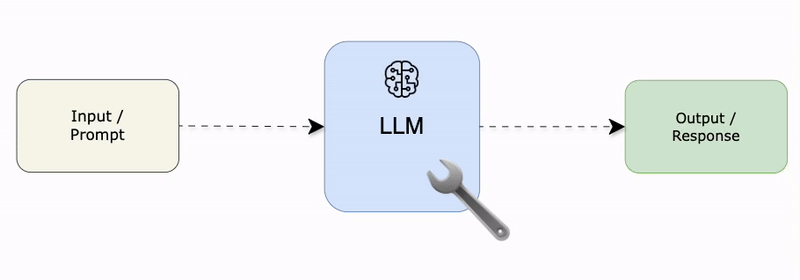 Input /
Prompt
LLM
Output /
Response